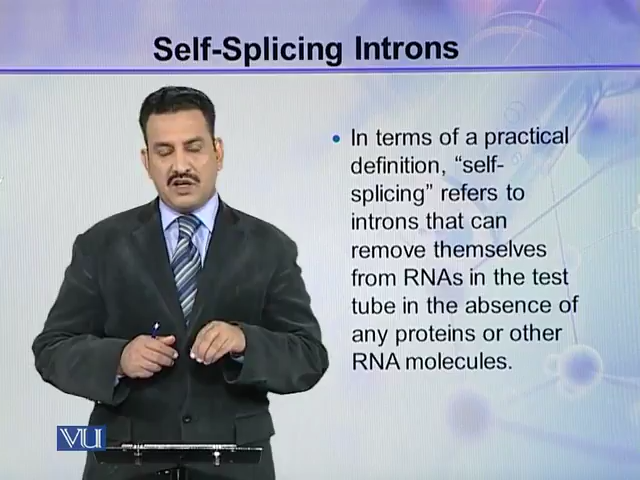 Self-Splicing Introns
• In terms of a practical
definition, “self-
splicing” refers to
introns that can
remove themselves
from RNAs in the test
tube in the absence of
any proteins or other
RNA molecules.
VU